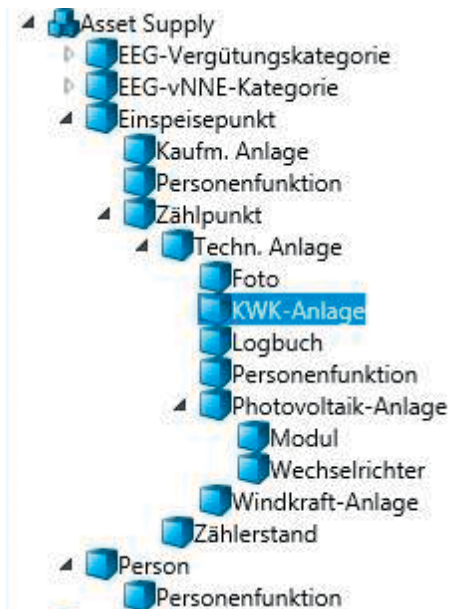 Asset Supply
EEG-Vergütungskategorie
EEG-vNNE-Kategorie
Einspeisepunkt
Kaufm. Anlage
Personenfunktion
Zählpunkt
Techn. Anlage
Foto
KWK-Anlage
Logbuch
Personenfunktion
Photovoltaik-Anlage
Modul
Wechselrichter
Windkraft-Anlage
Zählerstand
Person
Personenfunktion